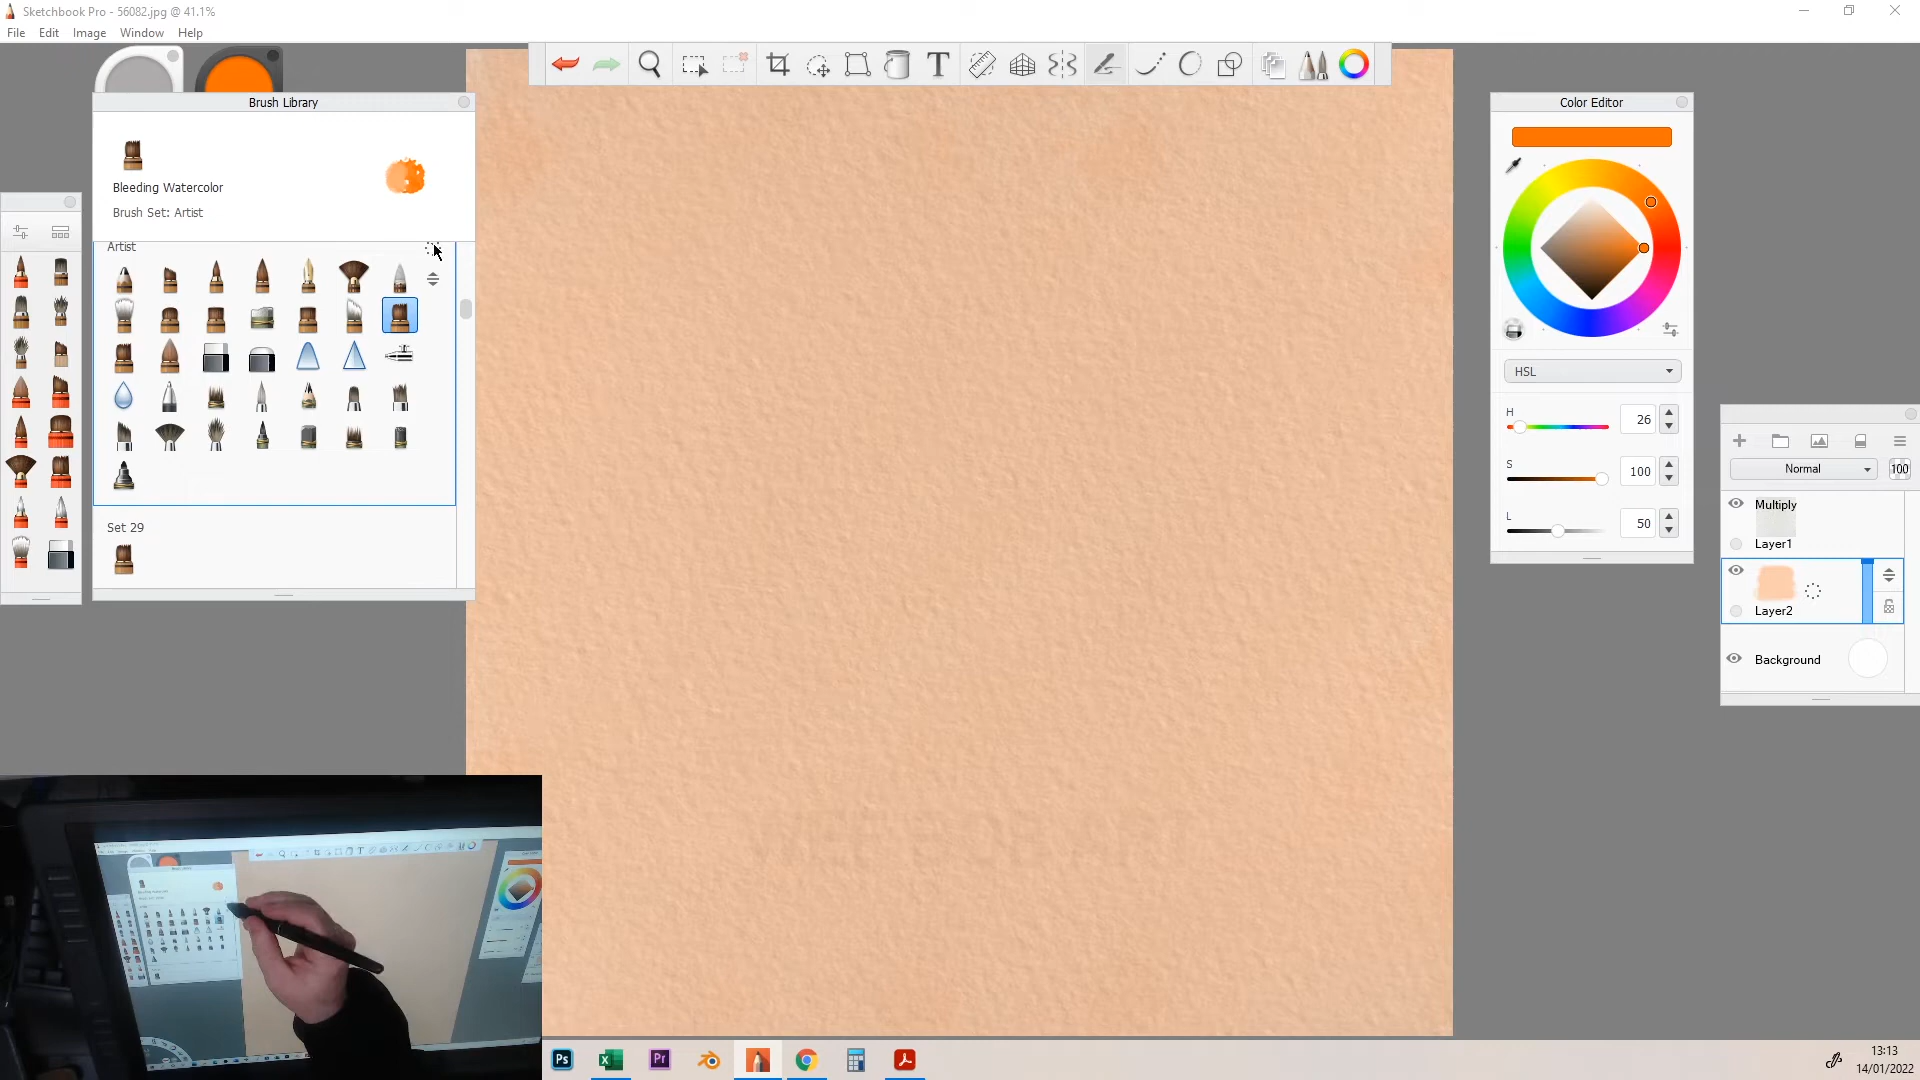 Sketchbook Pro - 56082.jpg @ 41.1%
File Edit Image Window Help
Brush Library
Bleeding Watercolor
Brush Set: Artist
Artist
Set 29
T
Color Editor
HSL
H 26
S 100
L 50
Normal 100
Multiply
Layer1
Layer2
Background
Ps
Pr
13:13
14/01/2022